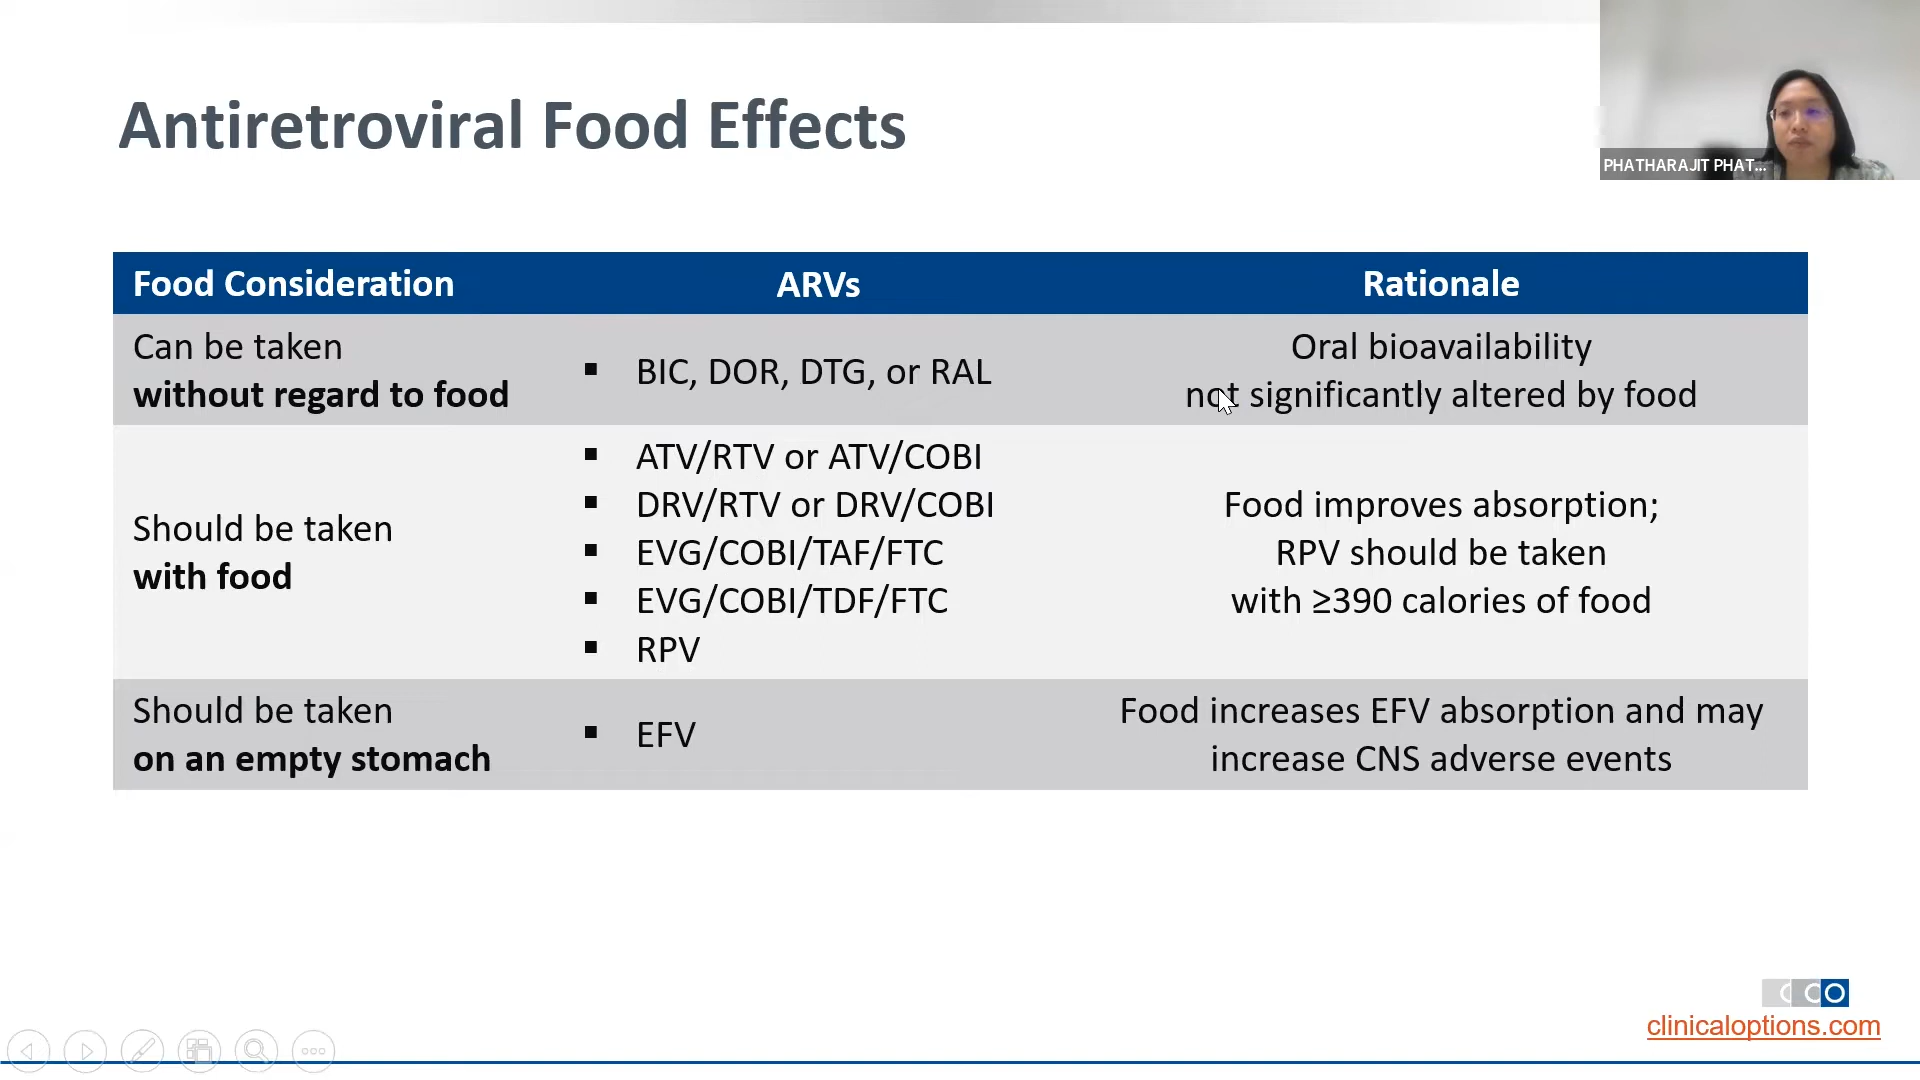 Antiretroviral Food Effects
PHATHARAJIT PHAT...
Food Consideration ARVs Rationale
Can be taken
without regard to food
▪ BIC, DOR, DTG, or RAL
Oral bioavailability
not significantly altered by food
Should be taken
with food
▪ ATV/RTV or ATV/COBI
▪ DRV/RTV or DRV/COBI
▪ EVG/COBI/TAF/FTC
▪ EVG/COBI/TDF/FTC
▪ RPV
Food improves absorption;
RPV should be taken
with ≥390 calories of food
Should be taken
on an empty stomach
▪ EFV
Food increases EFV absorption and may
increase CNS adverse events
CCO
clinicaloptions.com